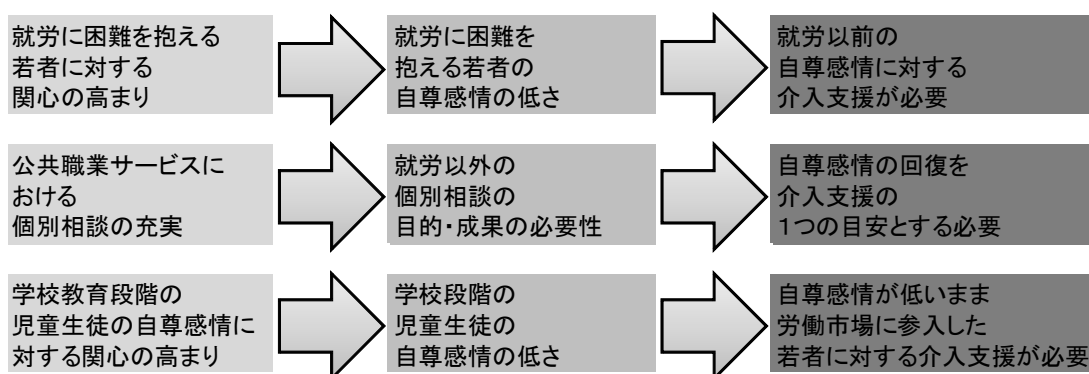 就労に困難を抱える
若者に対する
関心の高まり
就労に困難を
抱える若者の
自尊感情の低さ
就労以前の
自尊感情に対する
介入支援が必要
公共職業サービスに
おける
個別相談の充実
就労以外の
個別相談の
目的・成果の必要性
自尊感情の回復を
介入支援の
１つの目安とする必要
学校教育段階の
児童生徒の自尊感情に
対する関心の高まり
学校段階の
児童生徒の
自尊感情の低さ
自尊感情が低いまま
労働市場に参入した
若者に対する介入支援が必要